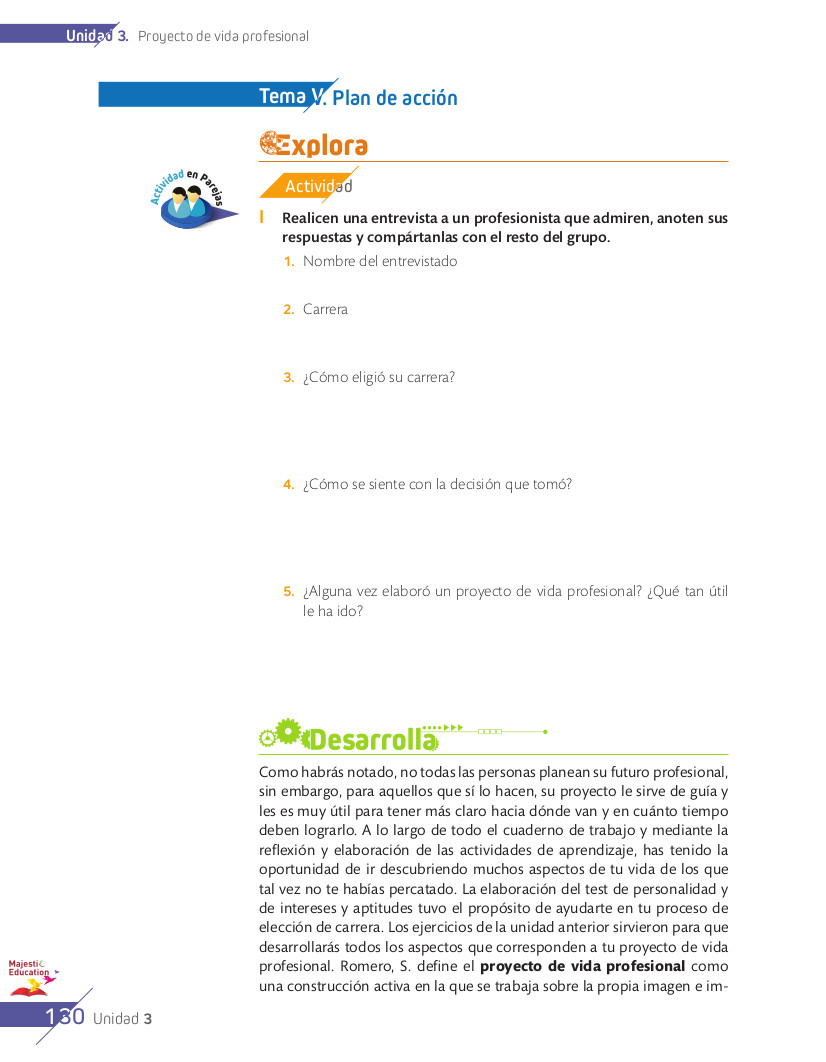 Unidad 3. Proyecto de vida profesional
Tema V. Plan de acción
Explora
Actividad en Parejas
Actividad
I Realicen una entrevista a un profesionista que admiren, anoten sus
respuestas y compártanlas con el resto del grupo.
1. Nombre del entrevistado
2. Carrera
3. ¿Cómo eligió su carrera?
4. ¿Cómo se siente con la decisión que tomó?
5. ¿Alguna vez elaboró un proyecto de vida profesional? ¿Qué tan útil
le ha ido?
Desarrolla
Como habrás notado, no todas las personas planean su futuro profesional,
sin embargo, para aquellos que sí lo hacen, su proyecto le sirve de guía y
les es muy útil para tener más claro hacia dónde van y en cuánto tiempo
deben lograrlo. A lo largo de todo el cuaderno de trabajo y mediante la
reflexión y elaboración de las actividades de aprendizaje, has tenido la
oportunidad de ir descubriendo muchos aspectos de tu vida de los que
tal vez no te habías percatado. La elaboración del test de personalidad y
de intereses y aptitudes tuvo el propósito de ayudarte en tu proceso de
elección de carrera. Los ejercicios de la unidad anterior sirvieron para que
desarrollarás todos los aspectos que corresponden a tu proyecto de vida
profesional. Romero, S. define el proyecto de vida profesional como
una construcción activa en la que se trabaja sobre la propia imagen e im-
Majestic
Education
130 Unidad 3